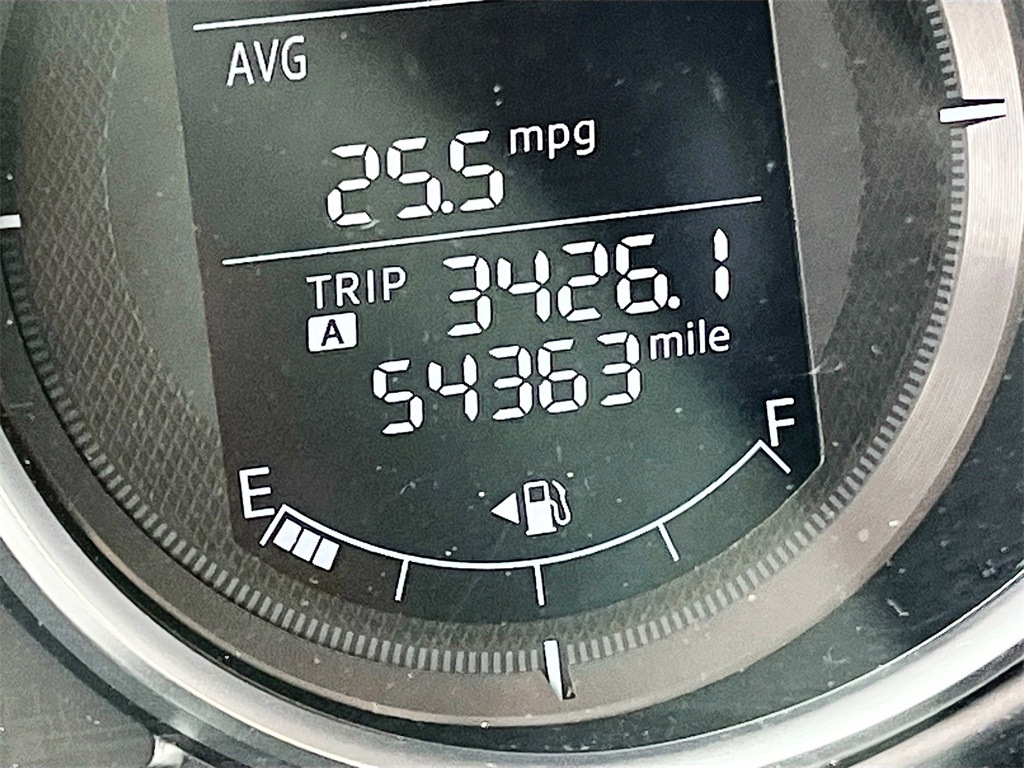 AVG
25.5 mpg
TRIP A 3426.1
54363 mile
E F